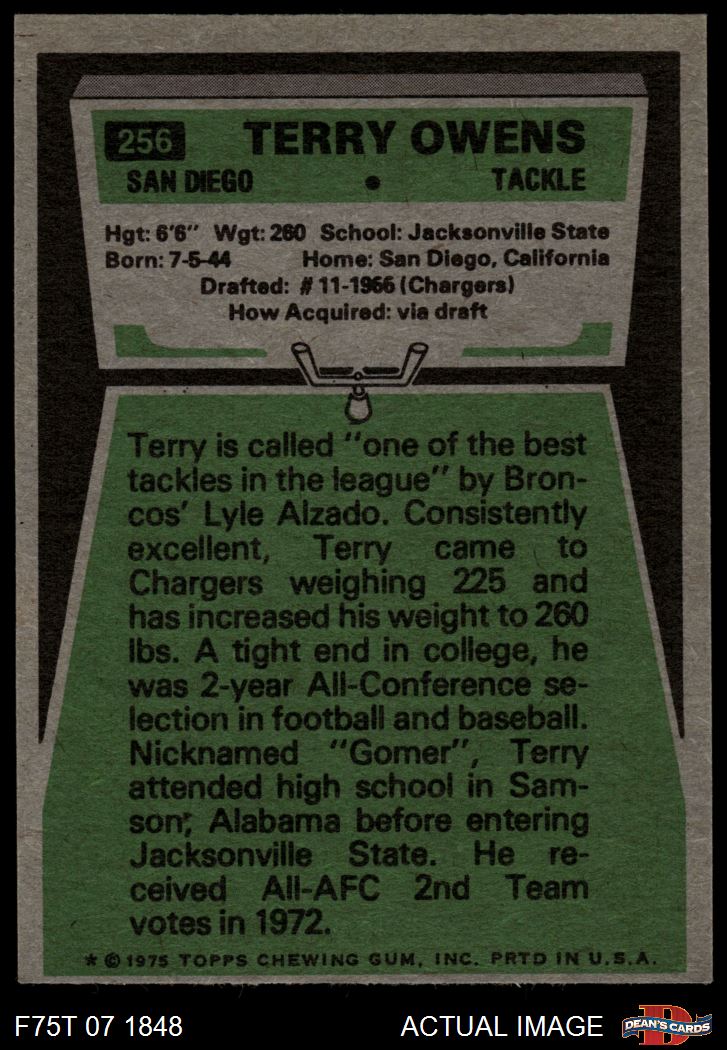 256 TERRY OWENS
SAN DIEGO • TACKLE
Hgt: 6'6" Wgt: 260 School: Jacksonville State
Born: 7-5-44 Home: San Diego, California
Drafted: #11-1966 (Chargers)
How Acquired: via draft
Terry is called "one of the best
tackles in the league" by Bron-
cos' Lyle Alzado. Consistently
excellent, Terry came to
Chargers weighing 225 and
has increased his weight to 260
lbs. A tight end in college, he
was 2-year All-Conference se-
lection in football and baseball.
Nicknamed "Gomer", Terry
attended high school in Sam-
son, Alabama before entering
Jacksonville State. He re-
ceived All-AFC 2nd Team
votes in 1972.
* © 1975 TOPPS CHEWING GUM, INC. PRTD IN U.S.A.
F75T 07 1848 ACTUAL IMAGE D DEAN'S CARDS